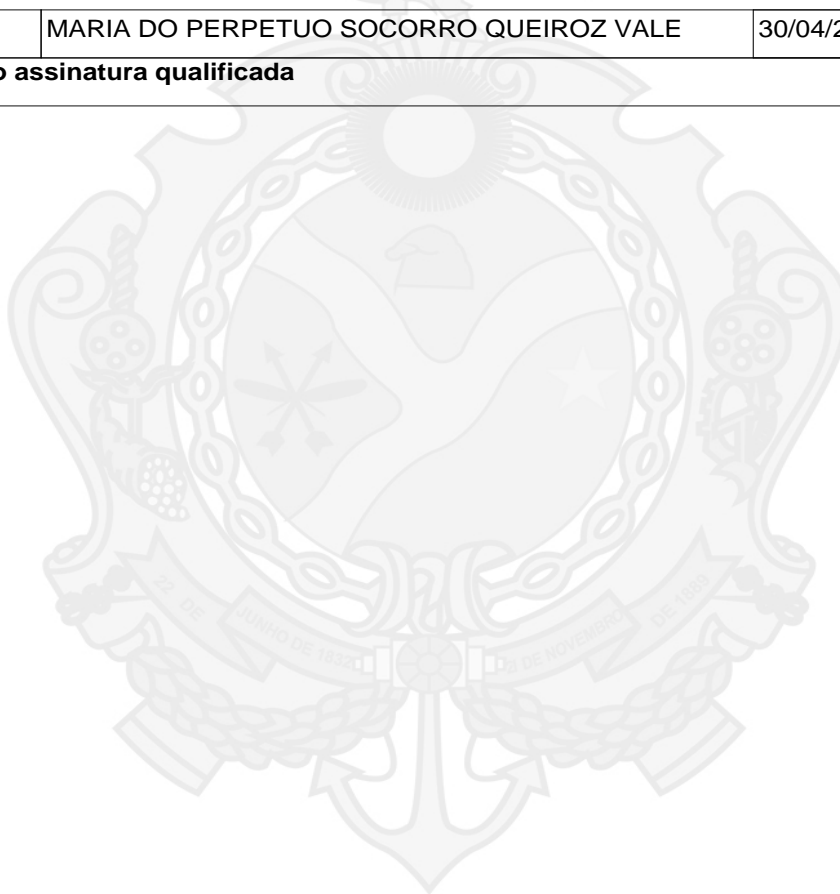 MARIA DO PERPETUO SOCORRO QUEIROZ VALE 30/04/2
o assinatura qualificada
22 DE JUNHO DE 1832
21 DE NOVEMBRO DE 1889